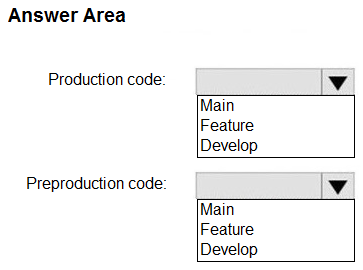 Answer Area
Production code:
Main
Feature
Develop
Preproduction code:
Main
Feature
Develop